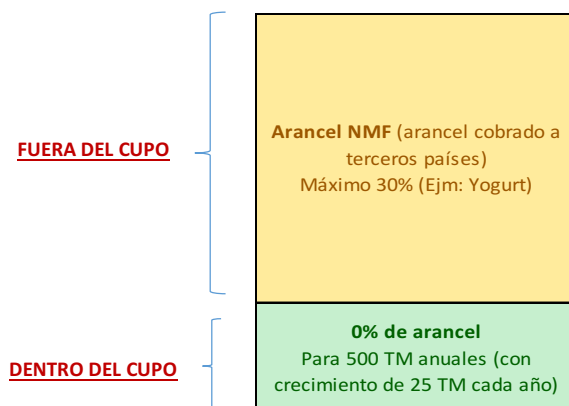 FUERA DEL CUPO
Arancel NMF (arancel cobrado a
terceros países)
Máximo 30% (Ejm: Yogurt)
DENTRO DEL CUPO
0% de arancel
Para 500 TM anuales (con
crecimiento de 25 TM cada año)